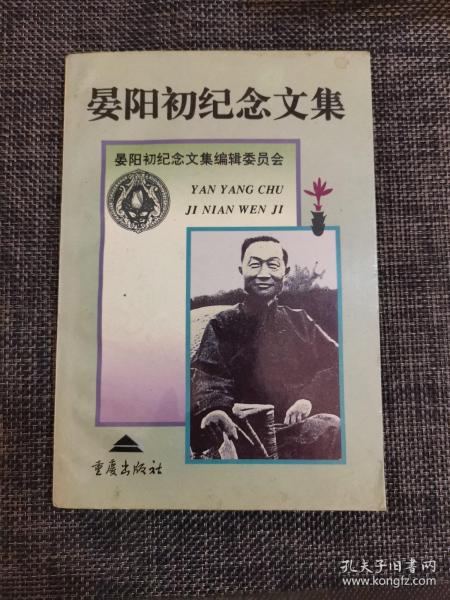 晏阳初纪念文集
晏阳初纪念文集编辑委员会
YAN YANG CHU
JI NIAN WEN JI
重庆出版社
孔夫子旧书网
www.kongfz.com